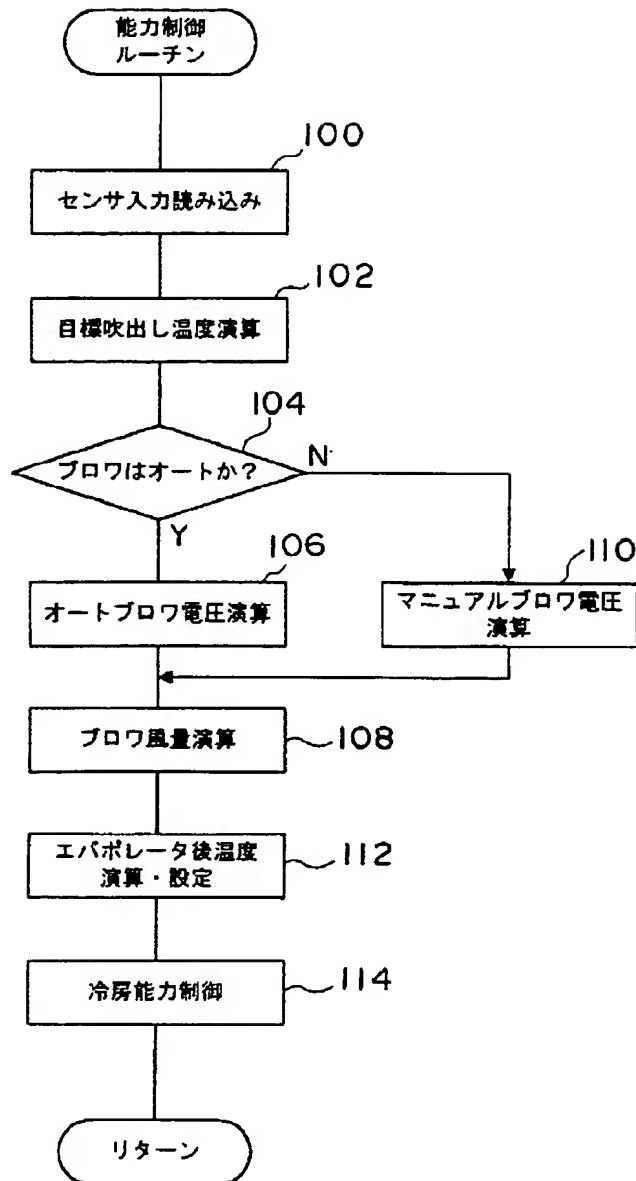 能力制御
ルーチン
100
センサ入力読み込み
102
目標吹出し温度演算
104
ブロワはオートか？
N
Y
106
オートブロワ電圧演算
110
マニュアルブロワ電圧
演算
ブロワ風量演算
108
エバポレータ後温度
演算・設定
112
冷房能力制御
114
リターン